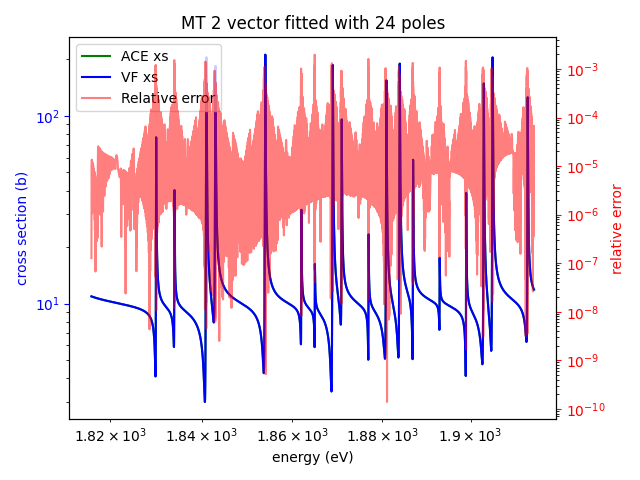 MT 2 vector fitted with 24 poles
ACE xs
VF xs
Relative error
cross section (b)
10²
10¹
relative error
10⁻³
10⁻⁴
10⁻⁵
10⁻⁶
10⁻⁷
10⁻⁸
10⁻⁹
10⁻¹⁰
1.82 × 10³ 1.84 × 10³ 1.86 × 10³ 1.88 × 10³ 1.9 × 10³
energy (eV)